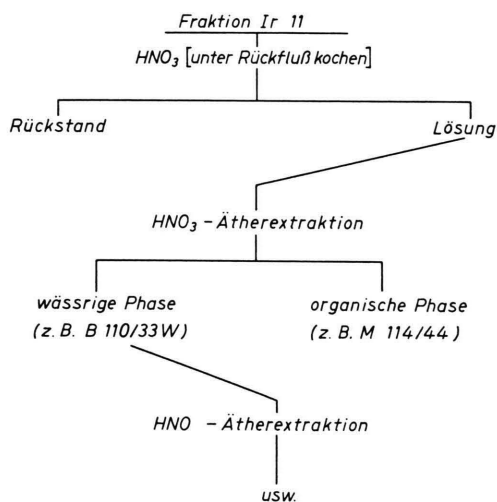 Fraktion Ir 11
HNO₃ [unter Rückfluß kochen]
Rückstand
Lösung
HNO₃ - Ätherextraktion
wässrige Phase
(z. B. B 110/33W)
organische Phase
(z. B. M 114/44)
HNO - Ätherextraktion
usw.